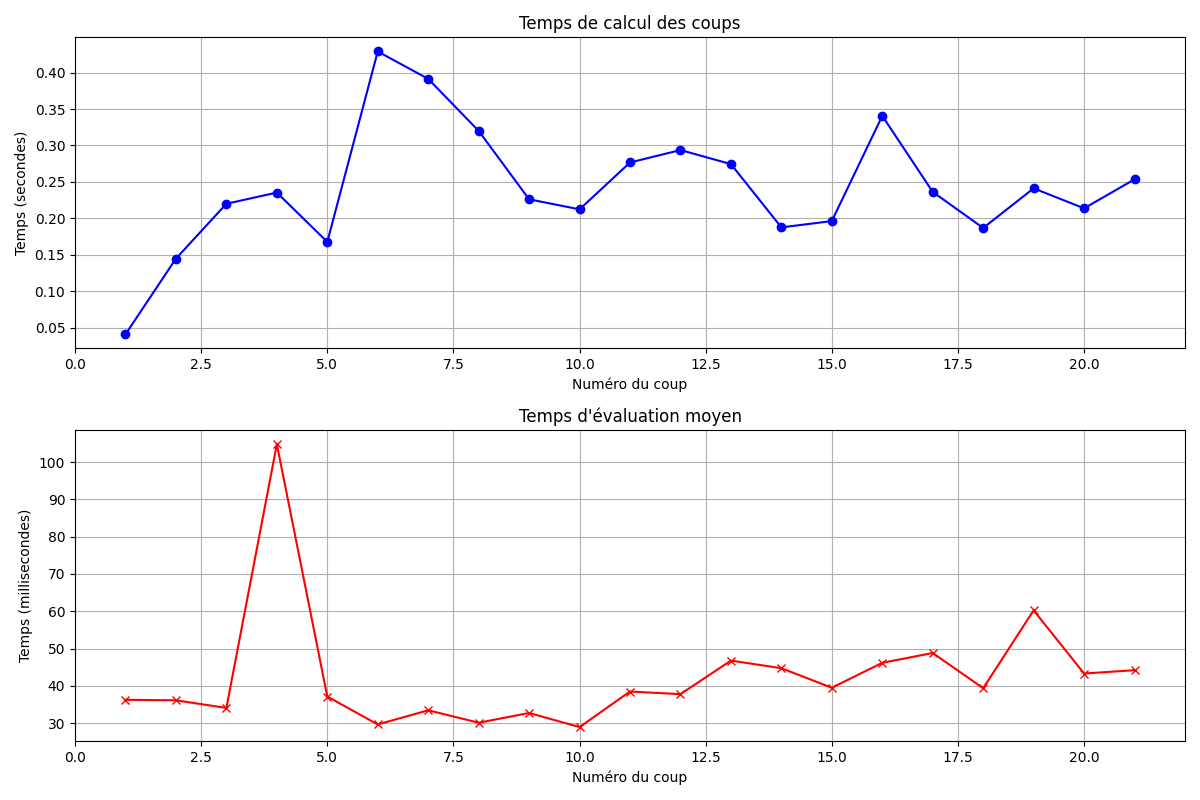 Temps de calcul des coups
Temps (secondes)
0.40
0.35
0.30
0.25
0.20
0.15
0.10
0.05
0.0 2.5 5.0 7.5 10.0 12.5 15.0 17.5 20.0
Numéro du coup
Temps d'évaluation moyen
Temps (millisecondes)
100
90
80
70
60
50
40
30
0.0 2.5 5.0 7.5 10.0 12.5 15.0 17.5 20.0
Numéro du coup